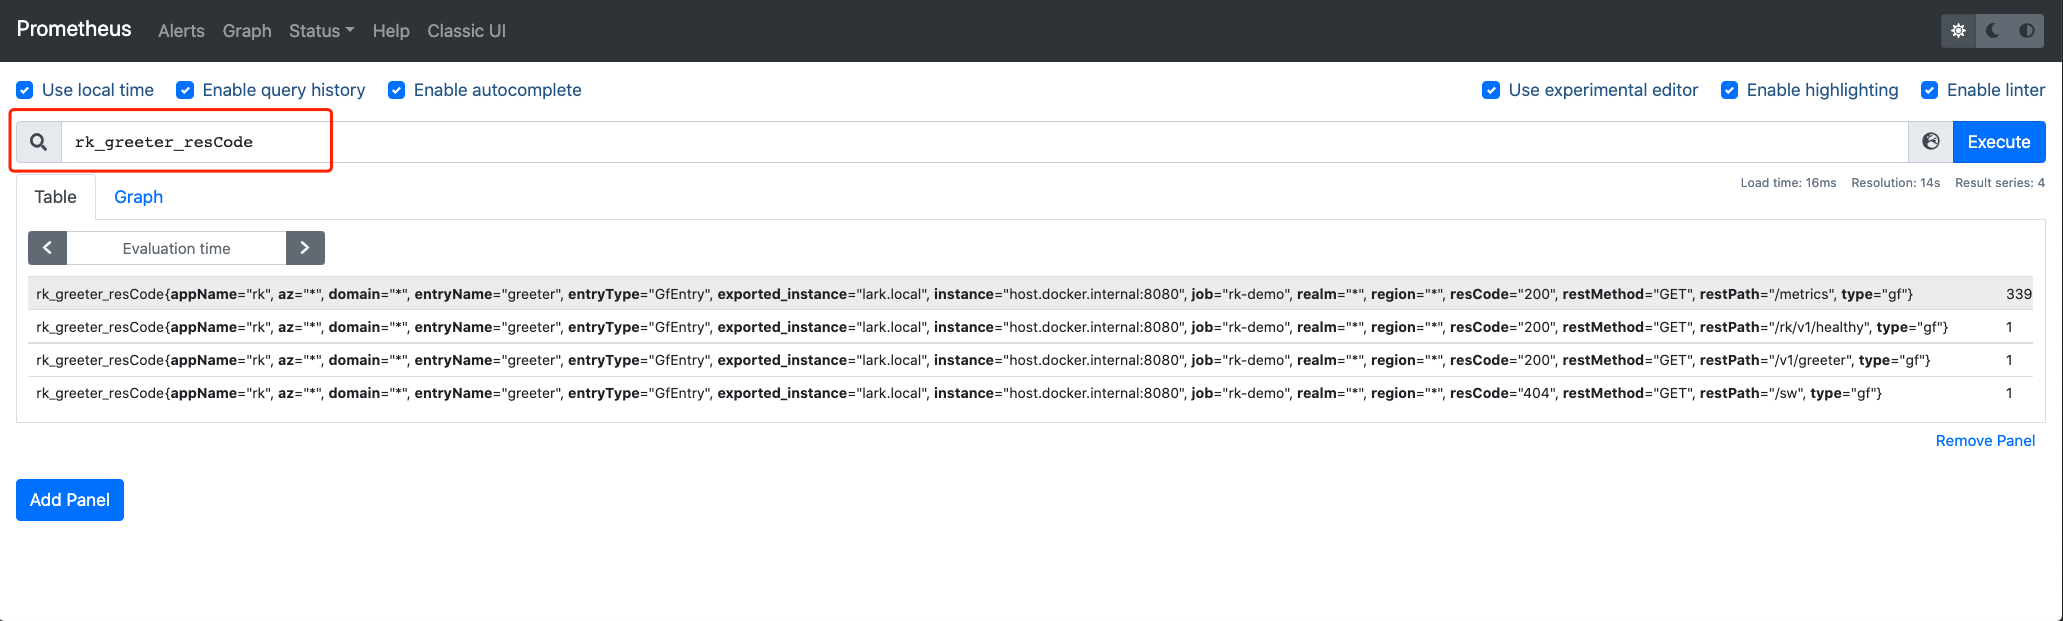 Prometheus Alerts Graph Status Help Classic UI
Use local time Enable query history Enable autocomplete Use experimental editor Enable highlighting Enable linter
rk_greeter_resCode Execute
Load time: 16ms Resolution: 14s Result series: 4
Table Graph
Evaluation time
rk_greeter_resCode{appName="rk", az="*", domain="*", entryName="greeter", entryType="GfEntry", exported_instance="lark.local", instance="host.docker.internal:8080", job="rk-demo", realm="*", region="*", resCode="200", restMethod="GET", restPath="/metrics", type="gf"} 339
rk_greeter_resCode{appName="rk", az="*", domain="*", entryName="greeter", entryType="GfEntry", exported_instance="lark.local", instance="host.docker.internal:8080", job="rk-demo", realm="*", region="*", resCode="200", restMethod="GET", restPath="/rk/v1/healthy", type="gf"} 1
rk_greeter_resCode{appName="rk", az="*", domain="*", entryName="greeter", entryType="GfEntry", exported_instance="lark.local", instance="host.docker.internal:8080", job="rk-demo", realm="*", region="*", resCode="200", restMethod="GET", restPath="/v1/greeter", type="gf"} 1
rk_greeter_resCode{appName="rk", az="*", domain="*", entryName="greeter", entryType="GfEntry", exported_instance="lark.local", instance="host.docker.internal:8080", job="rk-demo", realm="*", region="*", resCode="404", restMethod="GET", restPath="/sw", type="gf"} 1
Remove Panel
Add Panel